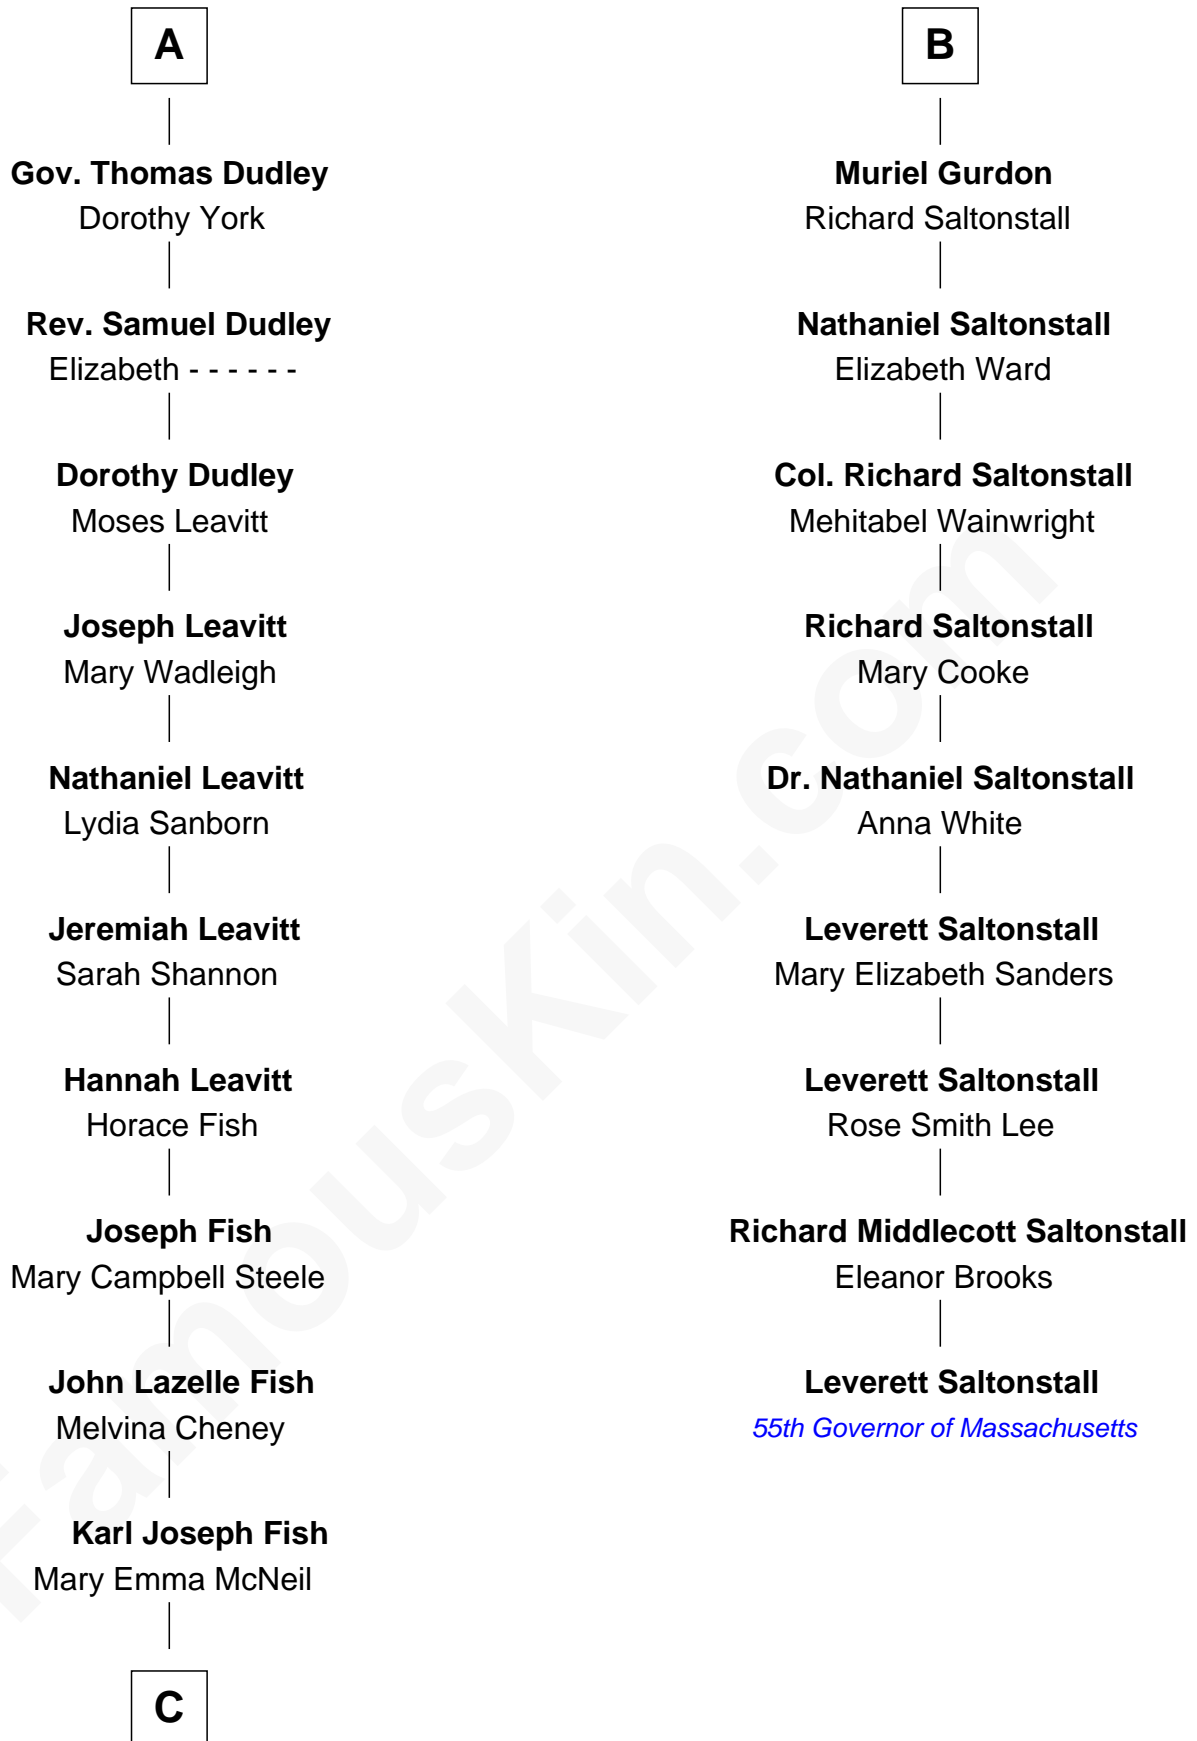 A
Gov. Thomas Dudley
Dorothy York
Rev. Samuel Dudley
Elizabeth - - - - - -
Dorothy Dudley
Moses Leavitt
Joseph Leavitt
Mary Wadleigh
Nathaniel Leavitt
Lydia Sanborn
Jeremiah Leavitt
Sarah Shannon
Hannah Leavitt
Horace Fish
Joseph Fish
Mary Campbell Steele
John Lazelle Fish
Melvina Cheney
Karl Joseph Fish
Mary Emma McNeil
C
B
Muriel Gurdon
Richard Saltonstall
Nathaniel Saltonstall
Elizabeth Ward
Col. Richard Saltonstall
Mehitabel Wainwright
Richard Saltonstall
Mary Cooke
Dr. Nathaniel Saltonstall
Anna White
Leverett Saltonstall
Mary Elizabeth Sanders
Leverett Saltonstall
Rose Smith Lee
Richard Middlecott Saltonstall
Eleanor Brooks
Leverett Saltonstall
55th Governor of Massachusetts
FamousKin.com